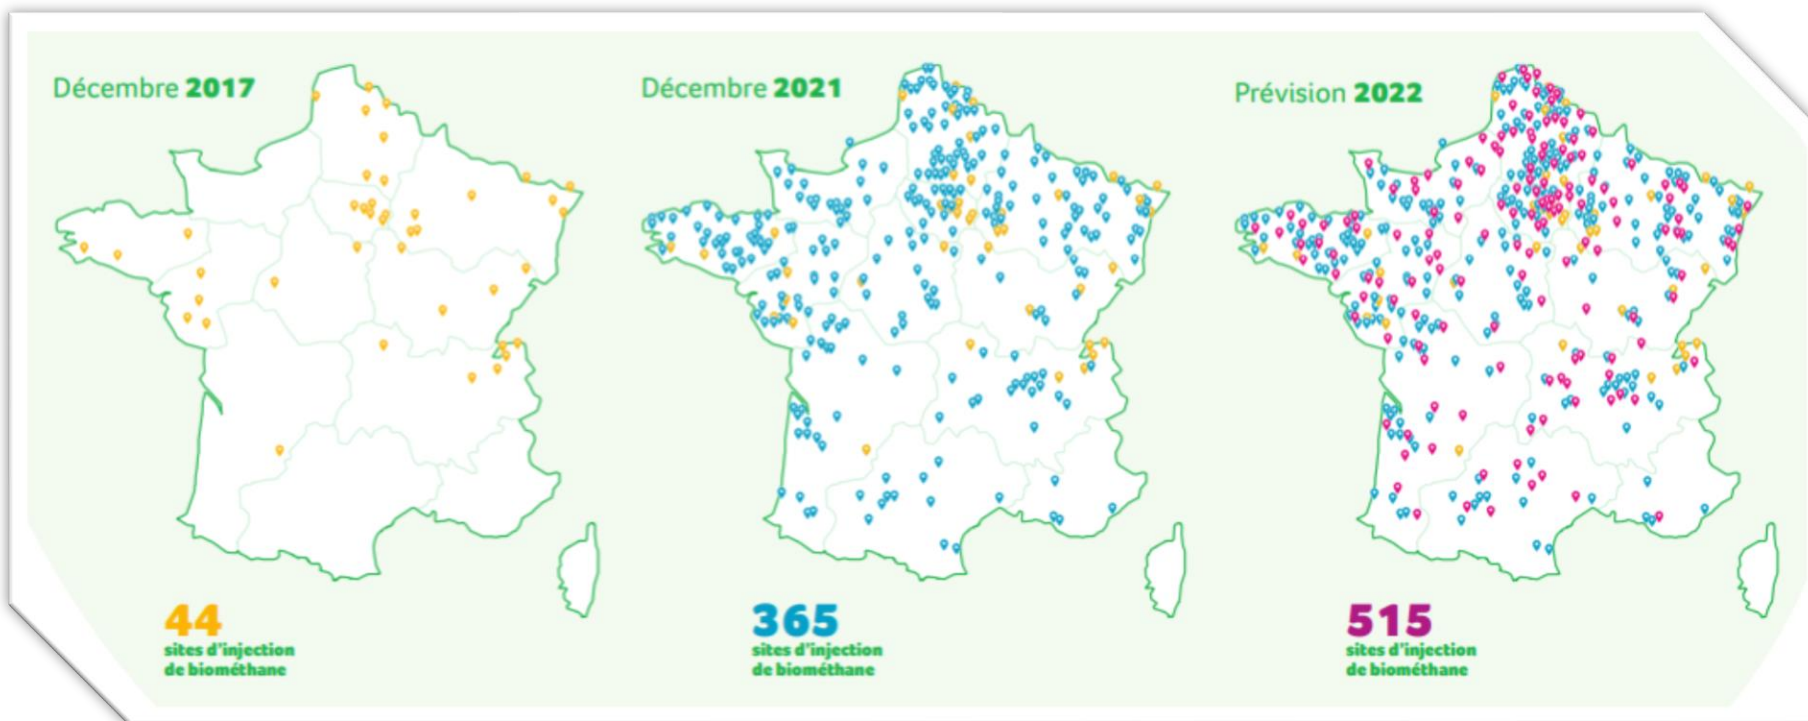 Décembre 2017
44
sites d'injection
de biométhane
Décembre 2021
365
sites d'injection
de biométhane
Prévision 2022
515
sites d'injection
de biométhane